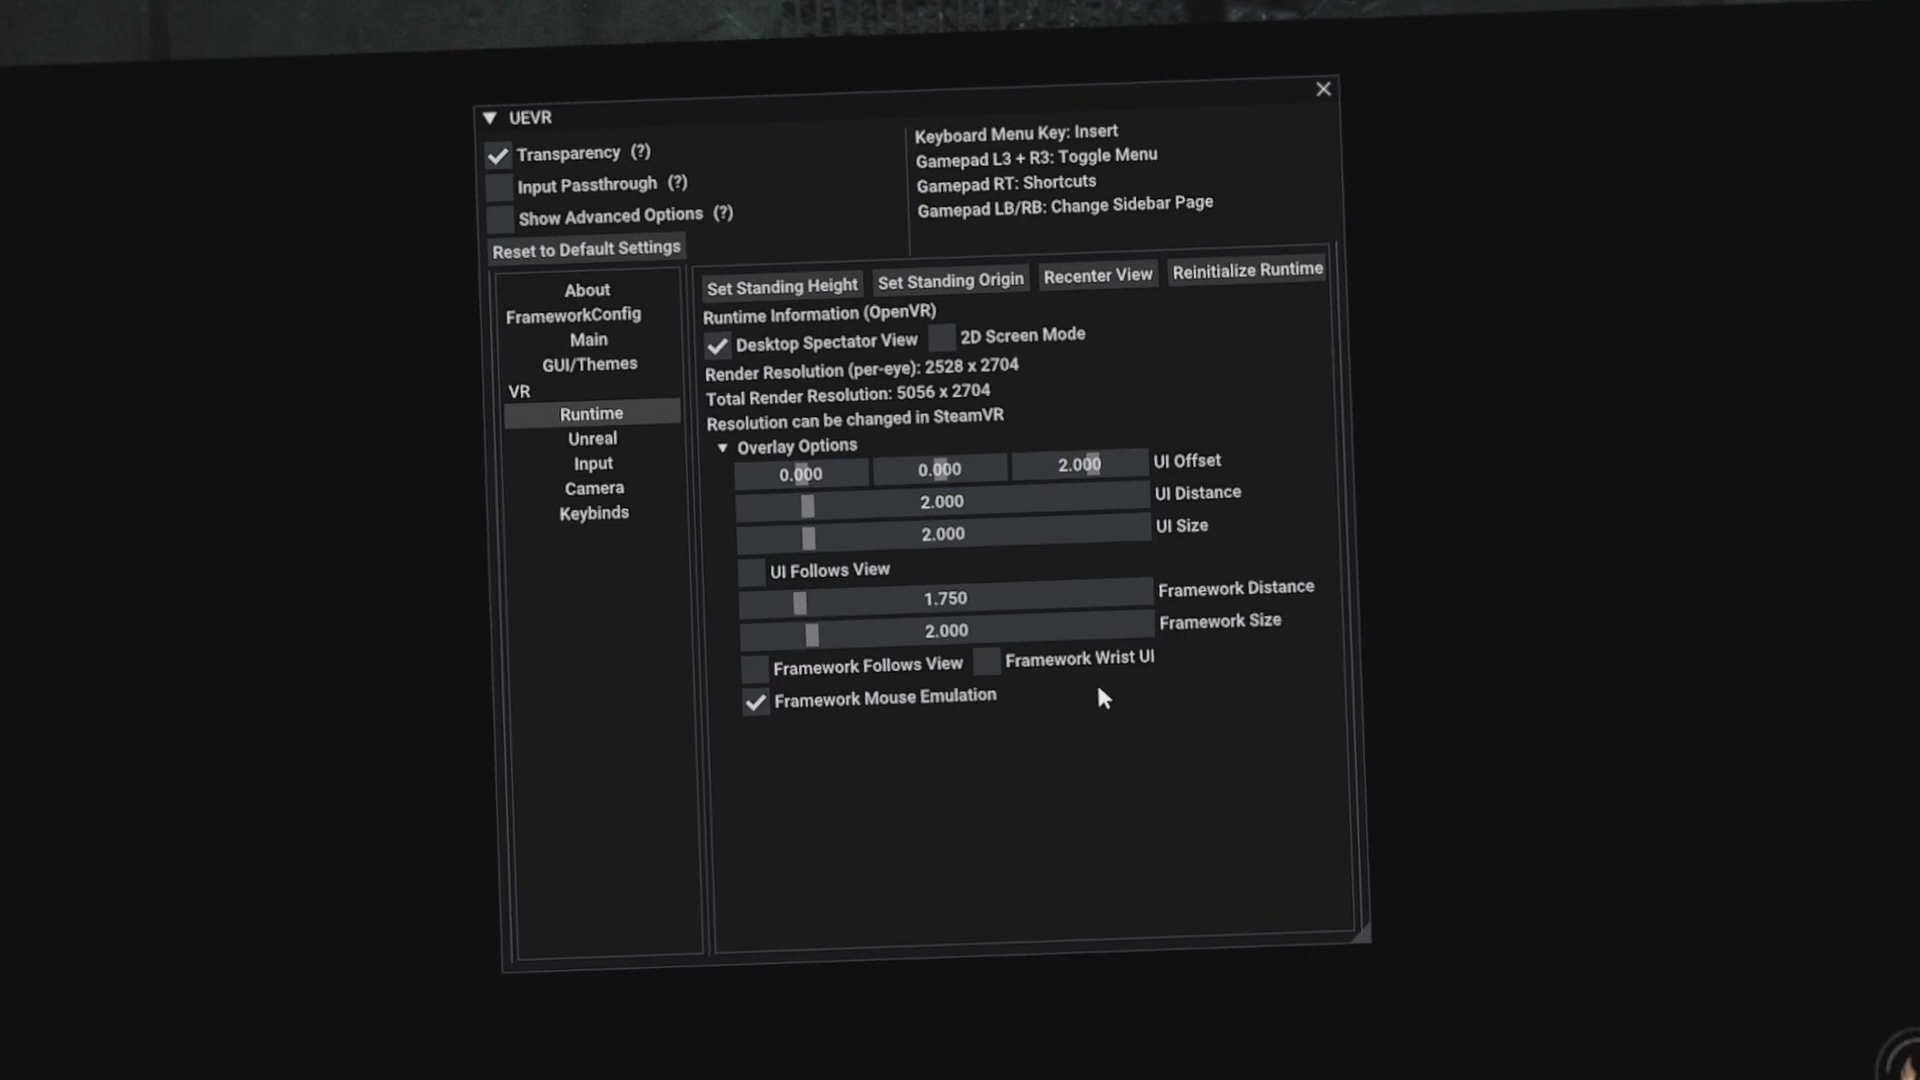 UEVR
Transparency (?)
Input Passthrough (?)
Show Advanced Options (?)
Reset to Default Settings
Keyboard Menu Key: Insert
Gamepad L3 + R3: Toggle Menu
Gamepad RT: Shortcuts
Gamepad LB/RB: Change Sidebar Page
About
FrameworkConfig
Main
GUI/Themes
VR
Runtime
Unreal
Input
Camera
Keybinds
Set Standing Height Set Standing Origin Recenter View Reinitialize Runtime
Runtime Information (OpenVR)
Desktop Spectator View 2D Screen Mode
Render Resolution (per-eye): 2528 x 2704
Total Render Resolution: 5056 x 2704
Resolution can be changed in SteamVR
Overlay Options
0.000 0.000 2.000 UI Offset
2.000 UI Distance
2.000 UI Size
UI Follows View
1.750 Framework Distance
2.000 Framework Size
Framework Follows View Framework Wrist UI
Framework Mouse Emulation